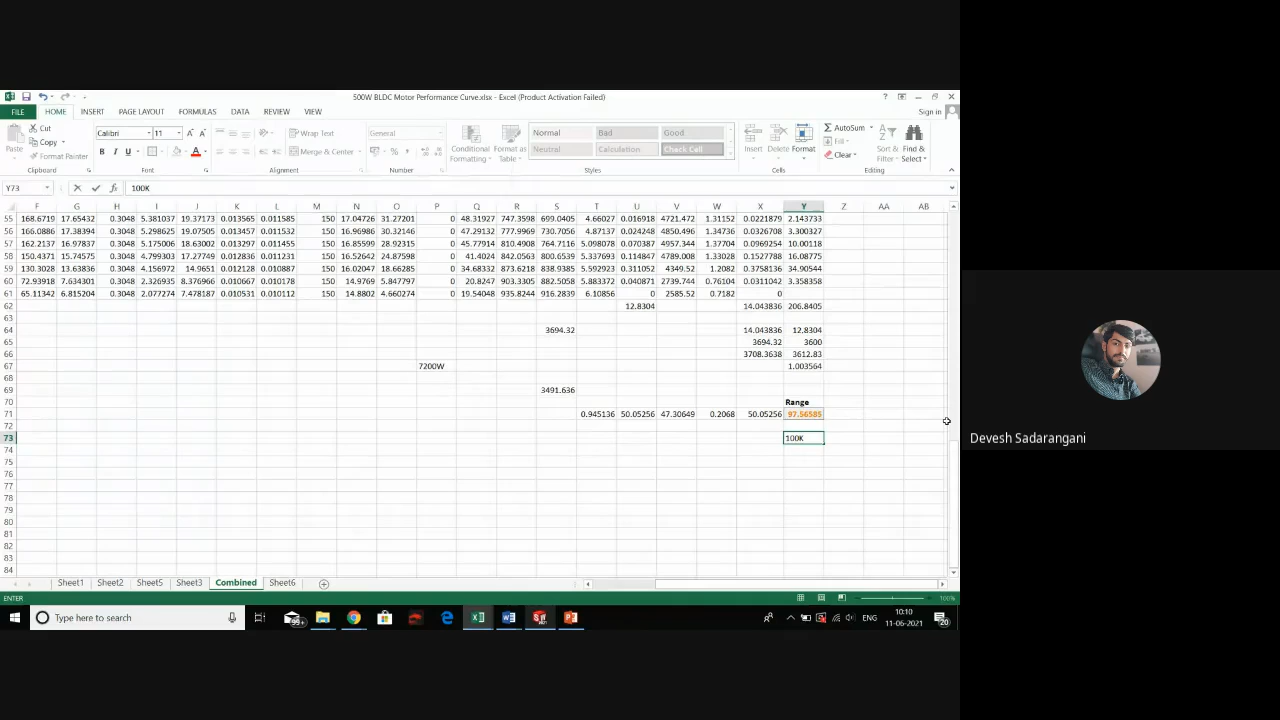 500W BLDC Motor Performance Curve.xlsx - Excel (Product Activation Failed)
FILE HOME INSERT PAGE LAYOUT FORMULAS DATA REVIEW VIEW Sign in
Cut
Copy
Format Painter
Paste
Clipboard
Calibri 11
Font
Wrap Text
Merge & Center
Alignment
General
Number
Conditional Formatting
Format as Table
Normal Bad Good
Neutral Calculation Check Cell
Styles
Insert Delete Format
Cells
AutoSum
Fill
Clear
Sort & Filter
Find & Select
Editing
Y73 100K
F G H I J K L M N O P Q R S T U V W X Y Z AA AB
55 168.6719 17.65432 0.3048 5.381037 19.37173 0.013565 0.011585 150 17.04726 31.27201 0 48.31927 747.3598 699.0405 4.66027 0.016918 4721.472 1.31152 0.0221879 2.143733
56 166.0886 17.38394 0.3048 5.298625 19.07505 0.013457 0.011532 150 16.96986 30.32146 0 47.29132 777.9969 730.7056 4.87137 0.024248 4850.496 1.34736 0.0326708 3.300327
57 162.2137 16.97837 0.3048 5.175006 18.63002 0.013297 0.011455 150 16.85599 28.92315 0 45.77914 810.4908 764.7116 5.098078 0.070387 4957.344 1.37704 0.0969254 10.00118
58 150.4371 15.74575 0.3048 4.799303 17.27749 0.012836 0.011231 150 16.52642 24.87598 0 41.4024 842.0563 800.6539 5.337693 0.114847 4789.008 1.33028 0.1527788 16.08775
59 130.3028 13.63836 0.3048 4.156972 14.9651 0.012128 0.010887 150 16.02047 18.66285 0 34.68332 873.6218 838.9385 5.592923 0.311052 4349.52 1.2082 0.3758136 34.90544
60 72.93918 7.634301 0.3048 2.326935 8.376966 0.010767 0.010226 150 14.9769 5.847797 0 20.8247 903.3305 882.5058 5.883372 0.040871 2739.744 0.76104 0.0311042 3.358358
61 65.11342 6.815204 0.3048 2.077274 7.478187 0.010531 0.010112 150 14.8802 4.660274 0 19.54048 935.8244 916.2839 6.10856 0 2585.52 0.7182 0
62 12.8304 14.043836 206.8405
63
64 3694.32 14.043836 12.8304
65 3694.32 3600
66 3708.3638 3612.83
67 7200W 1.003564
68
69 3491.636
70 Range
71 0.945136 50.05256 47.30649 0.2068 50.05256 97.56585
72
73 100K
74
75
76
77
78
79
80
81
82
83
84
Sheet1 Sheet2 Sheet5 Sheet3 Combined Sheet6
ENTER 100%
Type here to search
99+
ENG
10:10
11-06-2021
20
Devesh Sadarangani